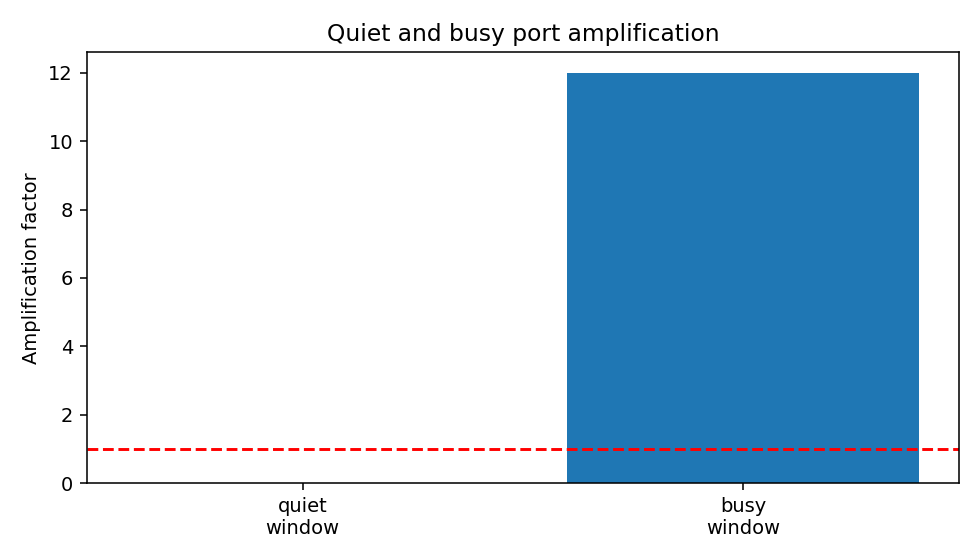 Quiet and busy port amplification
Amplification factor
12
10
8
6
4
2
0
quiet
window
busy
window